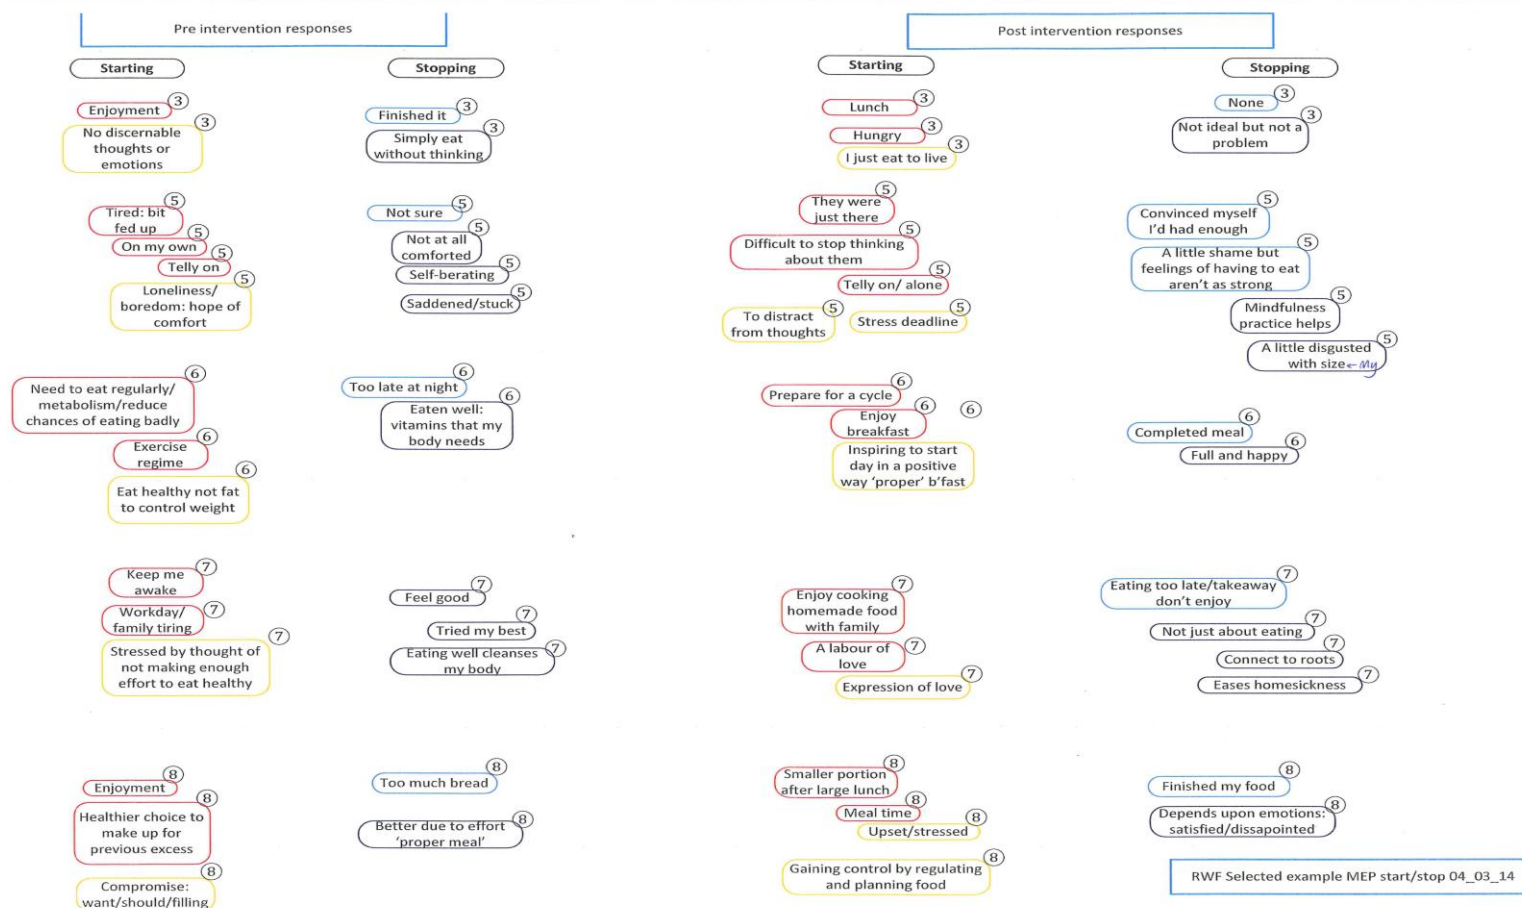 Pre intervention responses
Starting
Stopping
Enjoyment
3
No discernable
thoughts or
emotions
3
Finished it
3
Simply eat
without thinking
3
Tired: bit
fed up
5
On my own
5
Telly on
5
Loneliness/
boredom: hope of
comfort
5
Not sure
5
Not at all
comforted
5
Self-berating
5
Saddened/stuck
5
Need to eat regularly/
metabolism/reduce
chances of eating badly
6
Exercise
regime
6
Eat healthy not fat
to control weight
6
Too late at night
6
Eaten well:
vitamins that my
body needs
6
Keep me
awake
7
Workday/
family tiring
7
Stressed by thought of
not making enough
effort to eat healthy
7
Feel good
7
Tried my best
7
Eating well cleanses
my body
7
Enjoyment
8
Healthier choice to
make up for
previous excess
8
Compromise:
want/should/filling
8
Too much bread
8
Better due to effort
'proper meal'
8
Post intervention responses
Starting
Stopping
Lunch
3
Hungry
3
I just eat to live
3
None
3
Not ideal but not a
problem
3
They were
just there
5
Difficult to stop thinking
about them
5
Telly on/ alone
5
To distract
from thoughts
5
Stress deadline
5
Convinced myself
I'd had enough
5
A little shame but
feelings of having to eat
aren't as strong
5
Mindfulness
practice helps
5
A little disgusted
with size ← My
5
Prepare for a cycle
6
Enjoy
breakfast
6
6
Inspiring to start
day in a positive
way 'proper' b'fast
Completed meal
6
Full and happy
6
Enjoy cooking
homemade food
with family
7
A labour of
love
7
Expression of love
7
Eating too late/takeaway
don't enjoy
7
Not just about eating
7
Connect to roots
7
Eases homesickness
7
Smaller portion
after large lunch
8
Meal time
8
Upset/stressed
8
Gaining control by regulating
and planning food
8
Finished my food
8
Depends upon emotions:
satisfied/dissapointed
8
RWF Selected example MEP start/stop 04_03_14